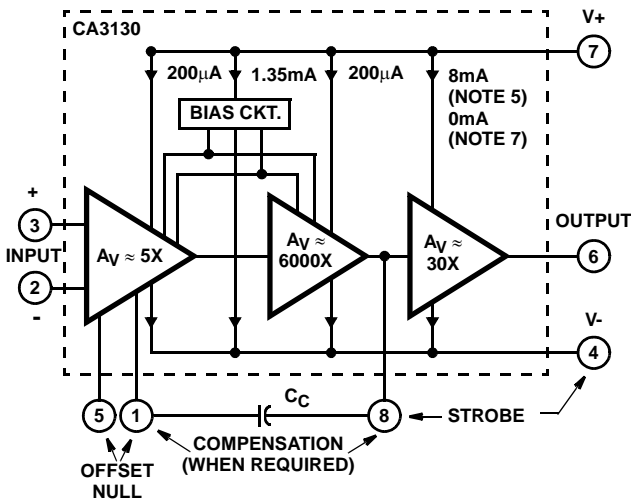 CA3130
V+
7
200µA
1.35mA
200µA
8mA
(NOTE 5)
0mA
(NOTE 7)
BIAS CKT.
+
3
INPUT
2
-
AV ≈ 5X
AV ≈
6000X
AV ≈
30X
OUTPUT
6
V-
4
5
1
CC
8
STROBE
COMPENSATION
(WHEN REQUIRED)
OFFSET
NULL